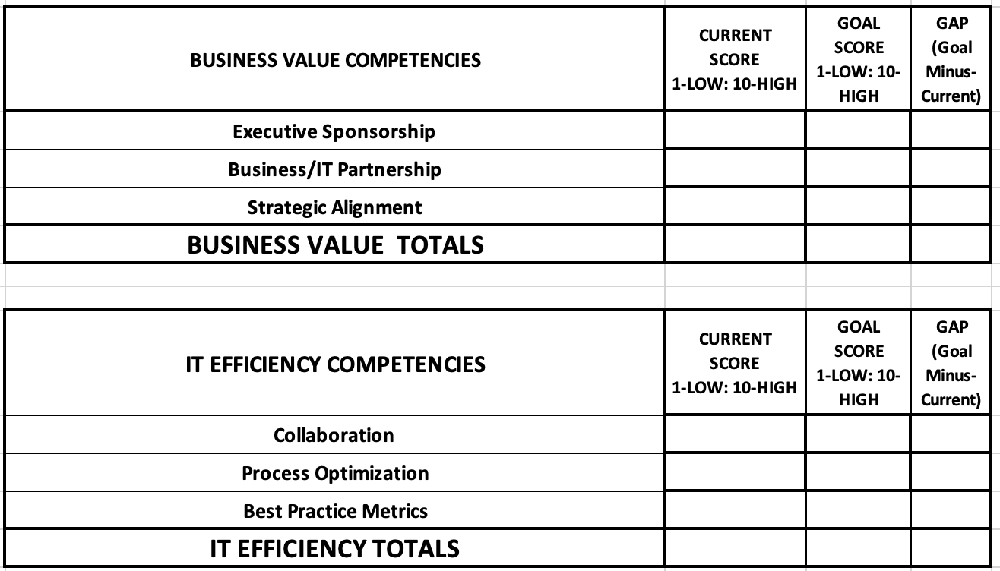 BUSINESS VALUE COMPETENCIES
CURRENT
SCORE
1-LOW: 10-HIGH
GOAL
SCORE
1-LOW: 10-
HIGH
GAP
(Goal
Minus-
Current)
Executive Sponsorship
Business/IT Partnership
Strategic Alignment
BUSINESS VALUE  TOTALS
IT EFFICIENCY COMPETENCIES
CURRENT
SCORE
1-LOW: 10-HIGH
GOAL
SCORE
1-LOW: 10-
HIGH
GAP
(Goal
Minus-
Current)
Collaboration
Process Optimization
Best Practice Metrics
IT EFFICIENCY TOTALS